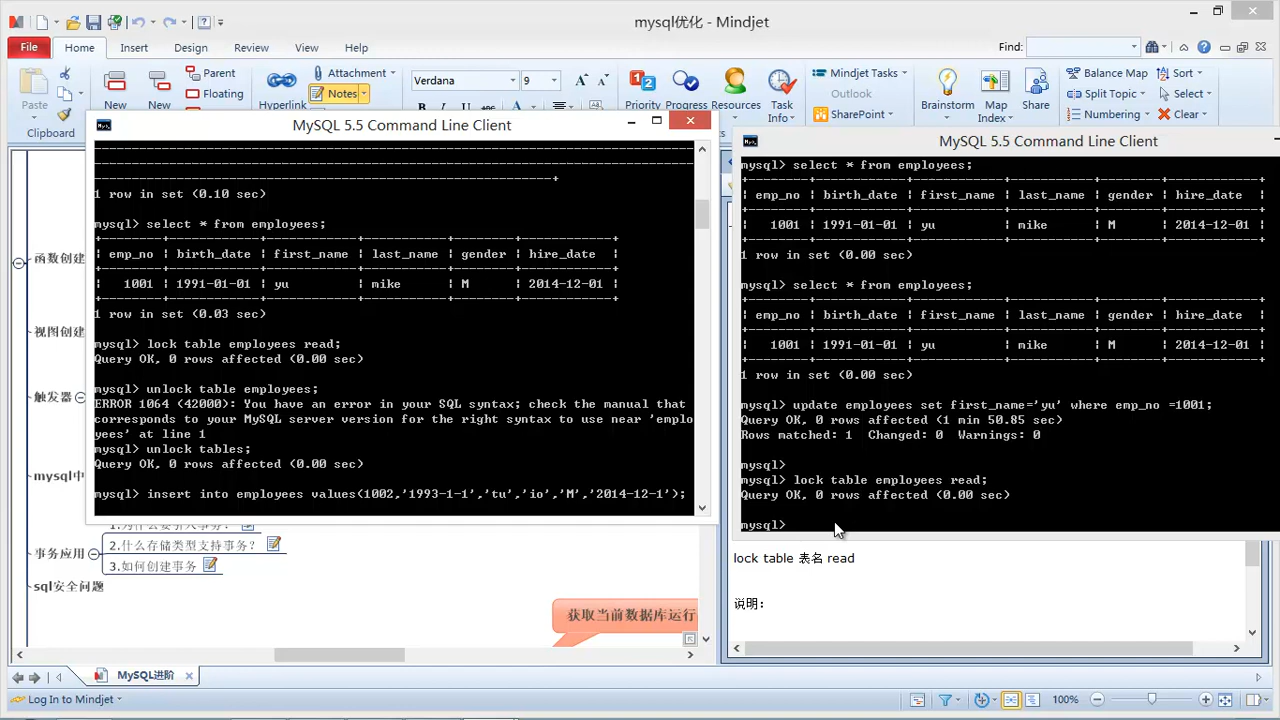 mysql优化 - Mindjet
File Home Insert Design Review View Help
Find:
Paste
Clipboard
New
New
Parent
Floating
Hyperlink
Attachment
Notes
Verdana 9
B I U abc A
Priority
Progress
Resources
Task Info
Mindjet Tasks
Outlook
SharePoint
Brainstorm
Map Index
Share
Balance Map
Split Topic
Numbering
Sort
Select
Clear
MySQL 5.5 Command Line Client
1 row in set (0.10 sec)
mysql> select * from employees;
| emp_no | birth_date | first_name | last_name | gender | hire_date |
| 1001 | 1991-01-01 | yu | mike | M | 2014-12-01 |
1 row in set (0.03 sec)
mysql> lock table employees read;
Query OK, 0 rows affected (0.00 sec)
mysql> unlock table employees;
ERROR 1064 (42000): You have an error in your SQL syntax; check the manual that
corresponds to your MySQL server version for the right syntax to use near 'emplo
yees' at line 1
mysql> unlock tables;
Query OK, 0 rows affected (0.00 sec)
mysql> insert into employees values(1002,'1993-1-1','tu','io','M','2014-12-1');
MySQL 5.5 Command Line Client
mysql> select * from employees;
| emp_no | birth_date | first_name | last_name | gender | hire_date |
| 1001 | 1991-01-01 | yu | mike | M | 2014-12-01 |
1 row in set (0.00 sec)
mysql> select * from employees;
| emp_no | birth_date | first_name | last_name | gender | hire_date |
| 1001 | 1991-01-01 | yu | mike | M | 2014-12-01 |
1 row in set (0.00 sec)
mysql> update employees set first_name='yu' where emp_no =1001;
Query OK, 0 rows affected (1 min 50.85 sec)
Rows matched: 1 Changed: 0 Warnings: 0
mysql>
mysql> lock table employees read;
Query OK, 0 rows affected (0.00 sec)
mysql>
函数创建
视图创建
触发器
mysql中
事务应用
2.什么存储类型支持事务?
3.如何创建事务
sql安全问题
获取当前数据库运行
lock table 表名 read
说明:
MySQL进阶
Log In to Mindjet
100%